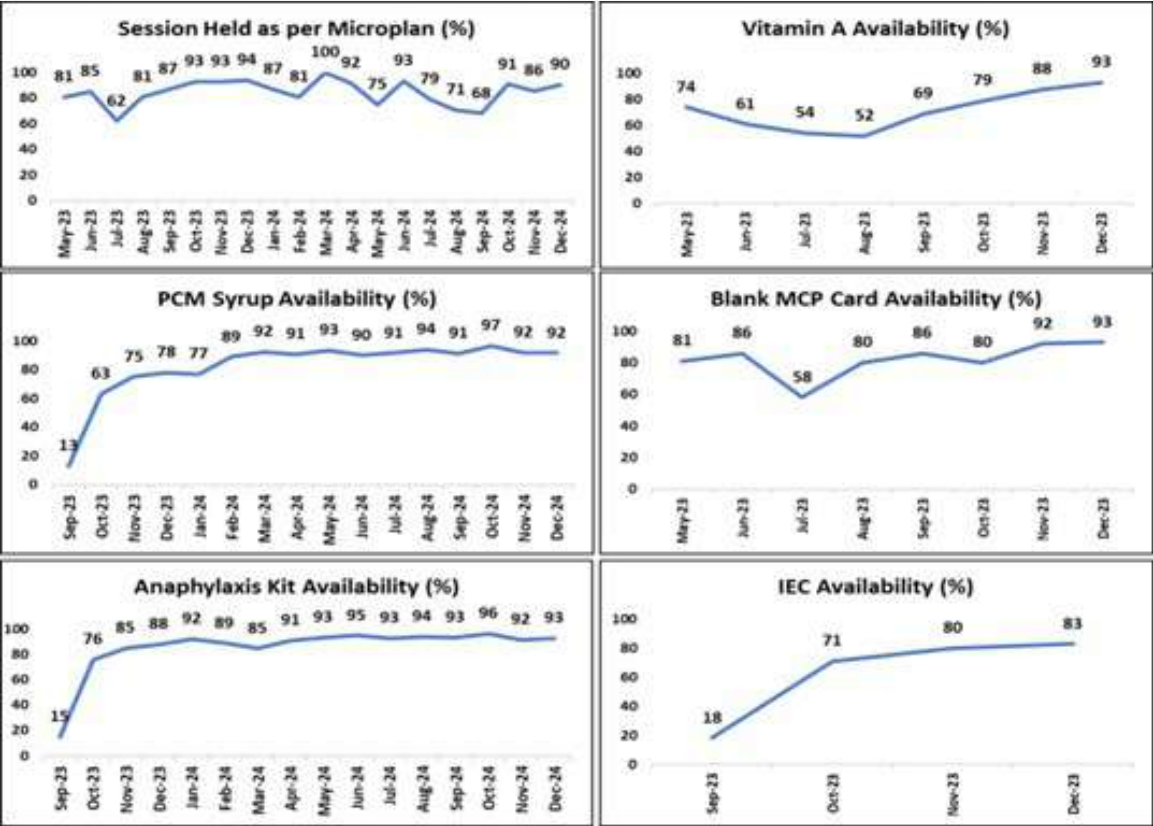 Session Held as per Microplan (%)
100
80
60
40
20
0
81 85 62 81 87 93 93 94 87 81 100 92 75 93 79 71 68 91 86 90
May-23 Jun-23 Jul-23 Aug-23 Sep-23 Oct-23 Nov-23 Dec-23 Jan-24 Feb-24 Mar-24 Apr-24 May-24 Jun-24 Jul-24 Aug-24 Sep-24 Oct-24 Nov-24 Dec-24
Vitamin A Availability (%)
100
80
60
40
20
0
74 61 54 52 69 79 88 93
May-23 Jun-23 Jul-23 Aug-23 Sep-23 Oct-23 Nov-23 Dec-23
PCM Syrup Availability (%)
100
80
60
40
20
0
13 63 75 78 77 89 92 91 93 90 91 94 91 97 92 92
Sep-23 Oct-23 Nov-23 Dec-23 Jan-24 Feb-24 Mar-24 Apr-24 May-24 Jun-24 Jul-24 Aug-24 Sep-24 Oct-24 Nov-24 Dec-24
Blank MCP Card Availability (%)
100
80
60
40
20
0
81 86 58 80 86 80 92 93
May-23 Jun-23 Jul-23 Aug-23 Sep-23 Oct-23 Nov-23 Dec-23
Anaphylaxis Kit Availability (%)
100
80
60
40
20
0
15 76 85 88 92 89 85 91 93 95 93 94 93 96 92 93
Sep-23 Oct-23 Nov-23 Dec-23 Jan-24 Feb-24 Mar-24 Apr-24 May-24 Jun-24 Jul-24 Aug-24 Sep-24 Oct-24 Nov-24 Dec-24
IEC Availability (%)
100
80
60
40
20
0
18 71 80 83
Sep-23 Oct-23 Nov-23 Dec-23